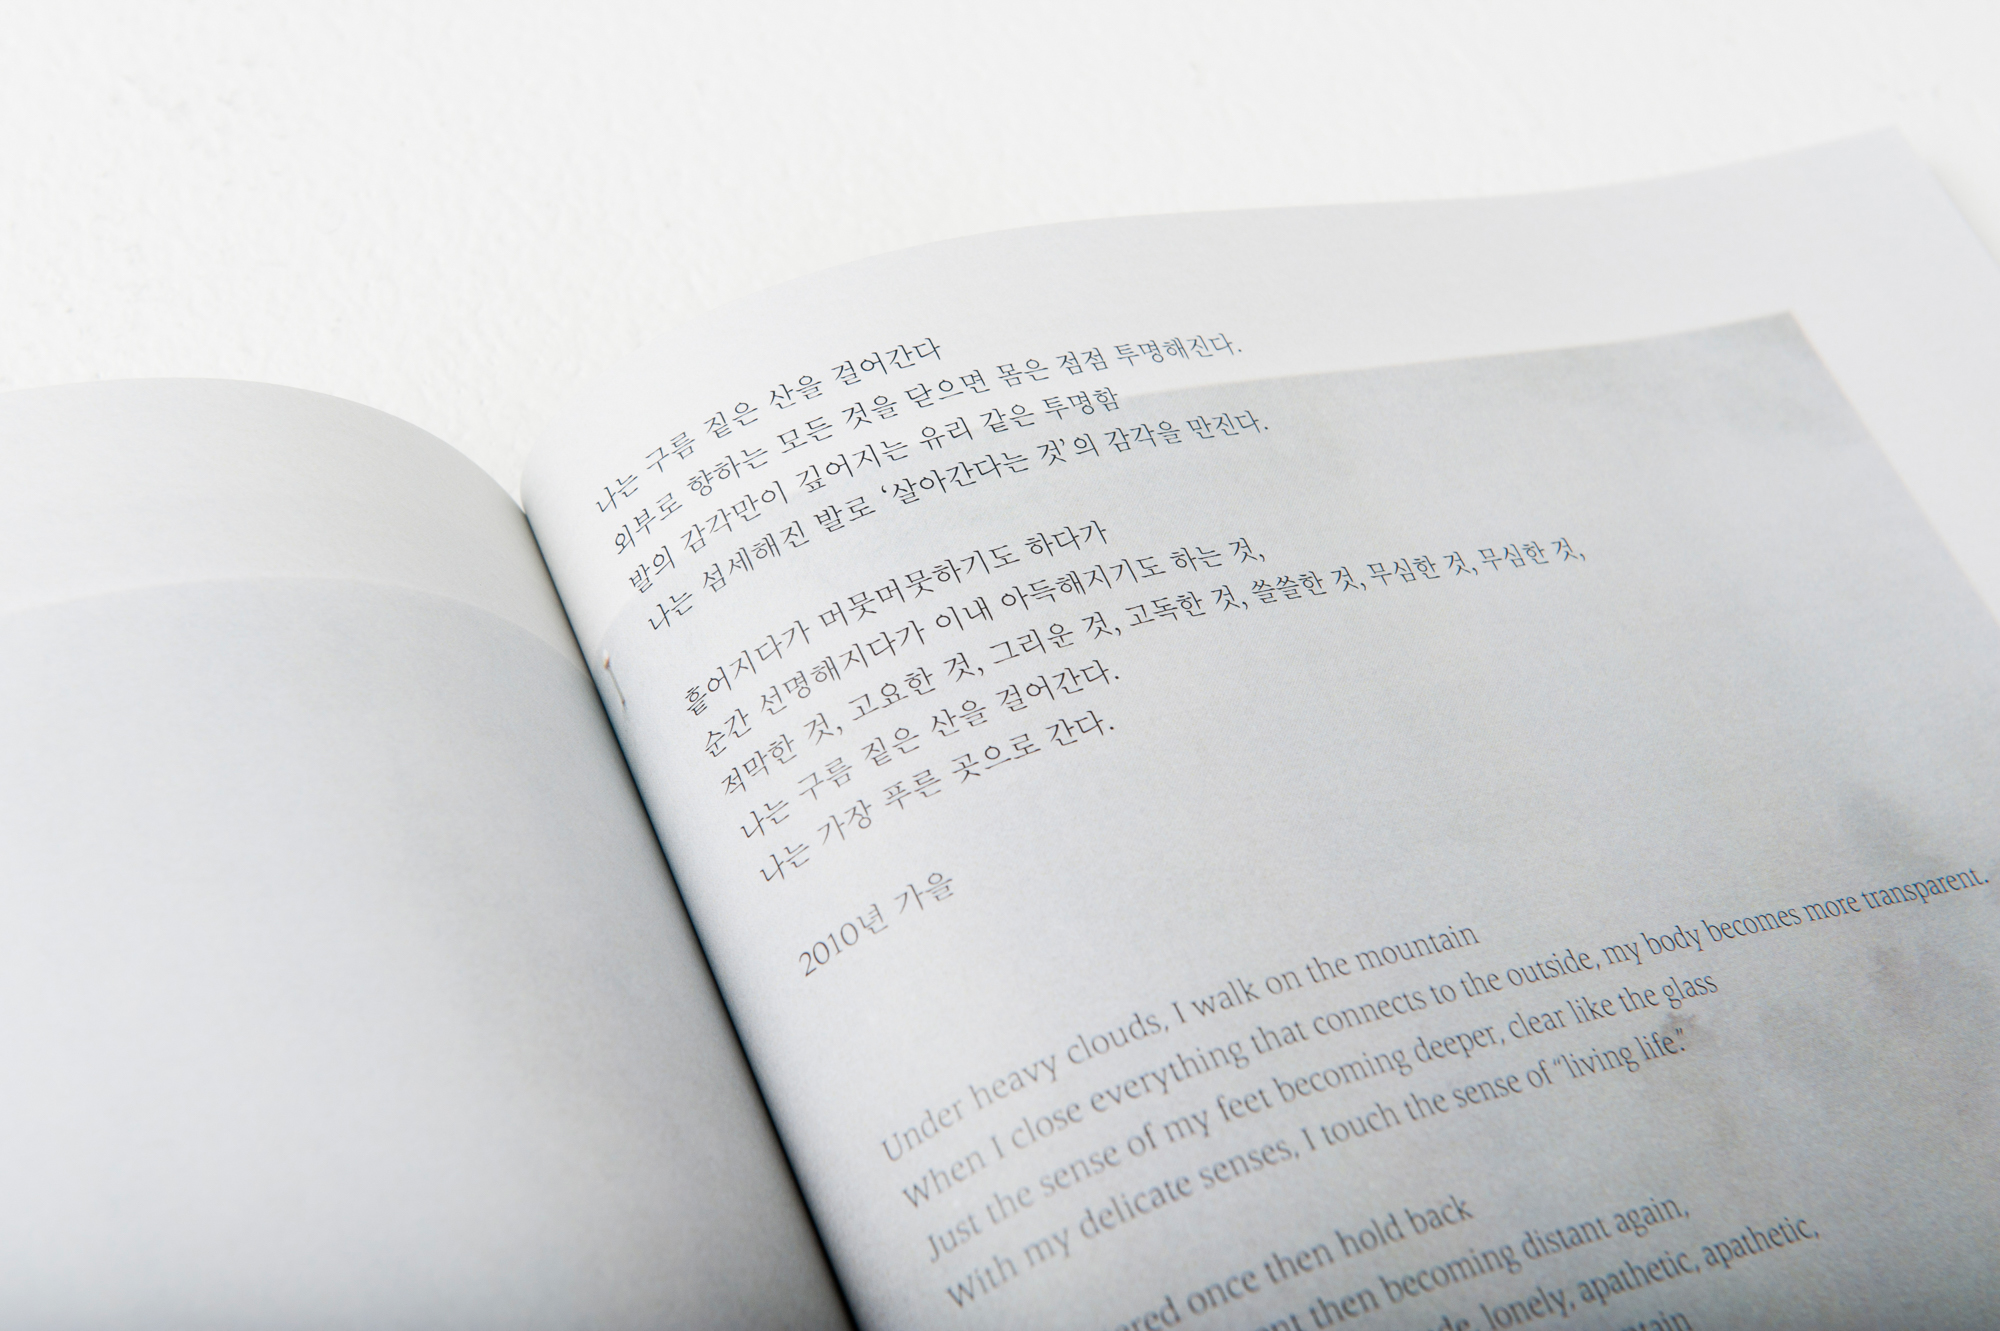 나는 구름 짙은 산을 걸어간다
외부로 향하는 모든 것을 닫으면 몸은 점점 투명해진다.
발의 감각만이 깊어지는 유리 같은 투명함
나는 섬세해진 발로 ‘살아간다는 것’의 감각을 만진다.
흩어지다가 머뭇머뭇하기도 하다가
순간 선명해지다가 이내 아득해지기도 하는 것,
적막한 것, 고요한 것, 그리운 것, 고독한 것, 쓸쓸한 것, 무심한 것, 무심한 것,
나는 구름 짙은 산을 걸어간다.
나는 가장 푸른 곳으로 간다.
2010년 가을
Under heavy clouds, I walk on the mountain
When I close everything that connects to the outside, my body becomes more transparent.
Just the sense of my feet becoming deeper, clear like the glass
With my delicate senses, I touch the sense of “living life.”
once then hold back
then becoming distant again,
lonely, apathetic, apathetic,